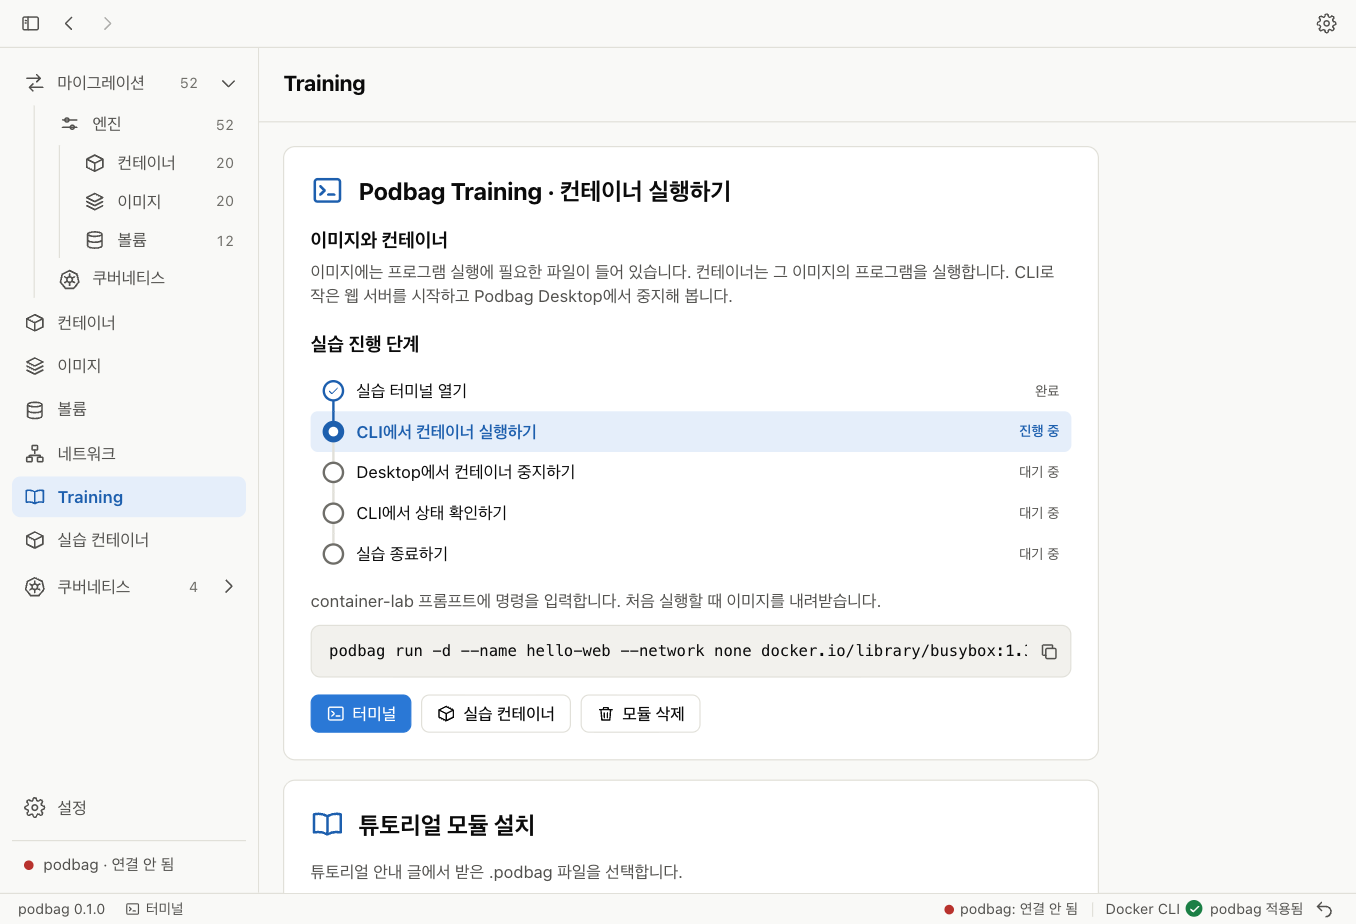 마이그레이션 52
엔진 52
컨테이너 20
이미지 20
볼륨 12
쿠버네티스
컨테이너
이미지
볼륨
네트워크
Training
실습 컨테이너
쿠버네티스 4
설정
podbag · 연결 안 됨
Training
Podbag Training · 컨테이너 실행하기
이미지와 컨테이너
이미지에는 프로그램 실행에 필요한 파일이 들어 있습니다. 컨테이너는 그 이미지의 프로그램을 실행합니다. CLI로
작은 웹 서버를 시작하고 Podbag Desktop에서 중지해 봅니다.
실습 진행 단계
실습 터미널 열기 완료
CLI에서 컨테이너 실행하기 진행 중
Desktop에서 컨테이너 중지하기 대기 중
CLI에서 상태 확인하기 대기 중
실습 종료하기 대기 중
container-lab 프롬프트에 명령을 입력합니다. 처음 실행할 때 이미지를 내려받습니다.
podbag run -d --name hello-web --network none docker.io/library/busybox:1.
터미널 실습 컨테이너 모듈 삭제
튜토리얼 모듈 설치
튜토리얼 안내 글에서 받은 .podbag 파일을 선택합니다.
podbag 0.1.0 터미널 podbag: 연결 안 됨 Docker CLI podbag 적용됨